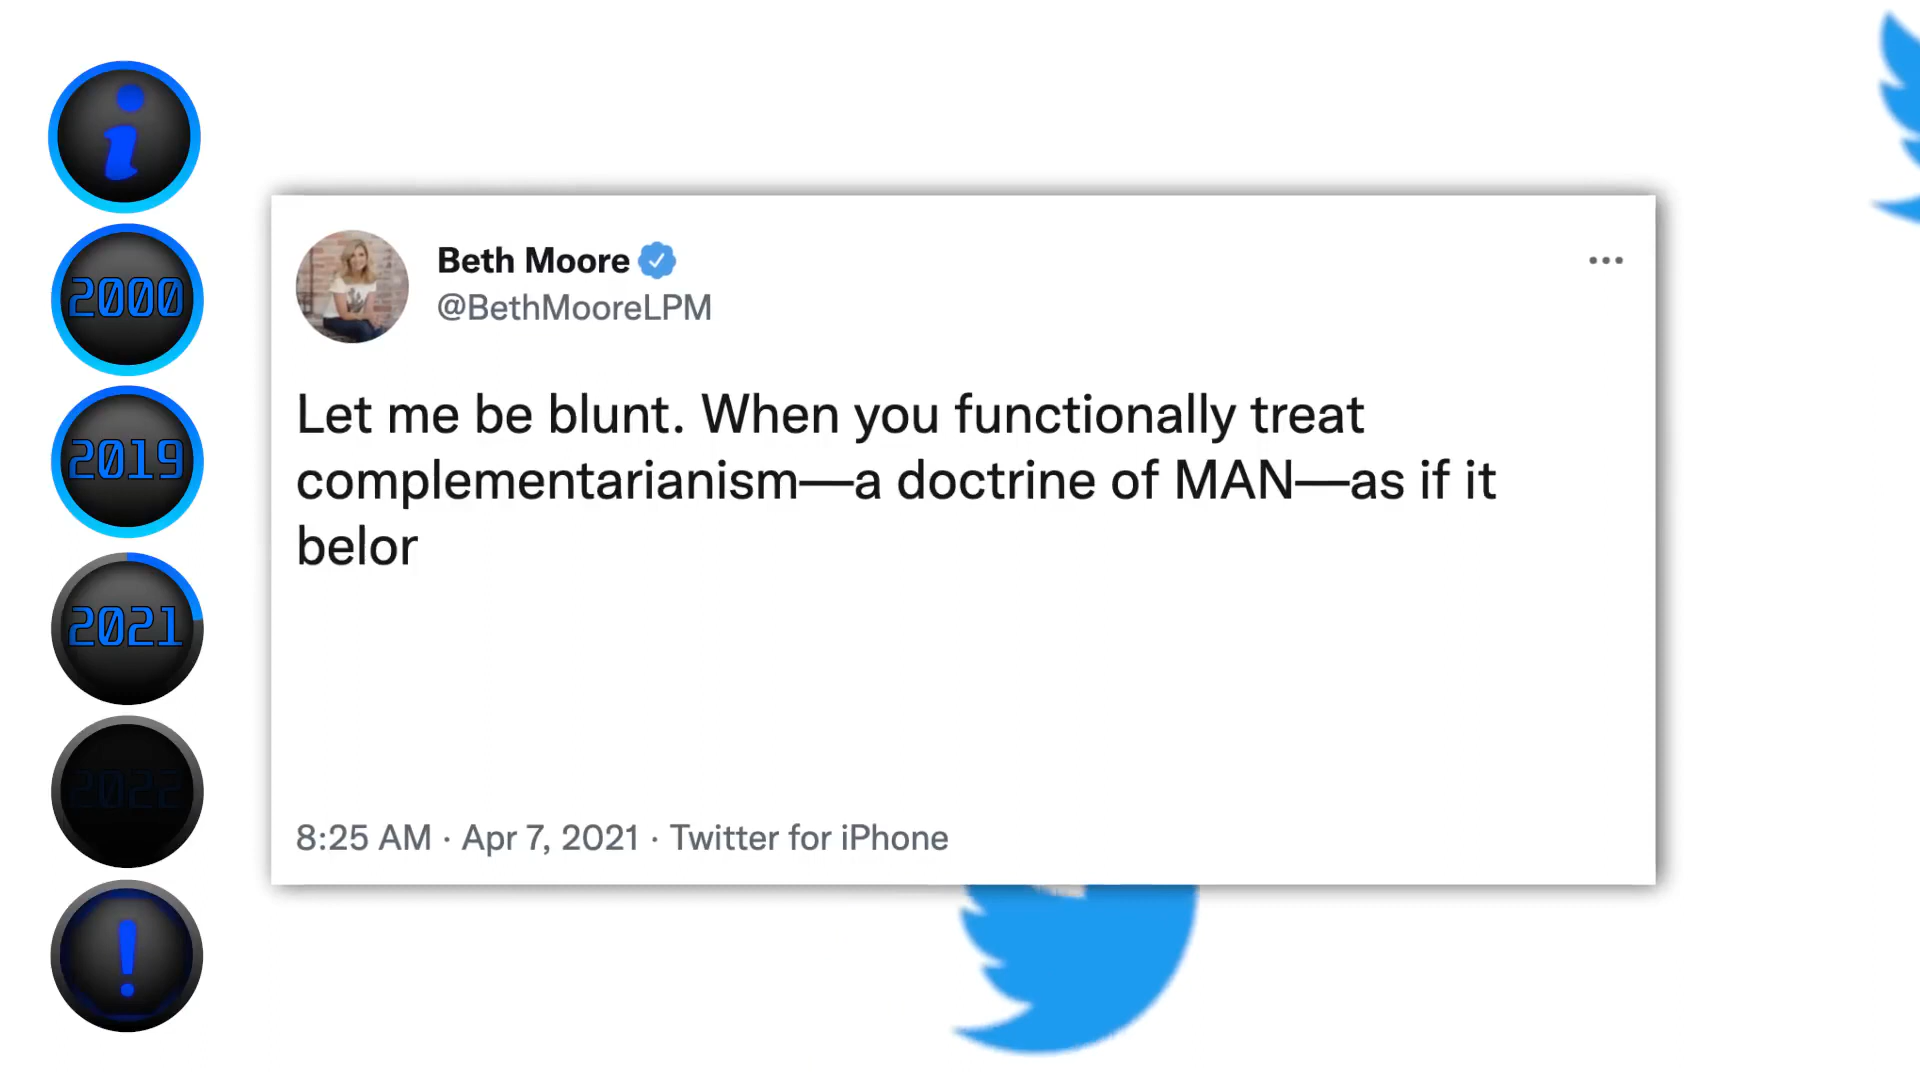 i
2000
2019
2021
2022
!
Beth Moore
@BethMooreLPM
Let me be blunt. When you functionally treat
complementarianism—a doctrine of MAN—as if it
belor
8:25 AM · Apr 7, 2021 · Twitter for iPhone